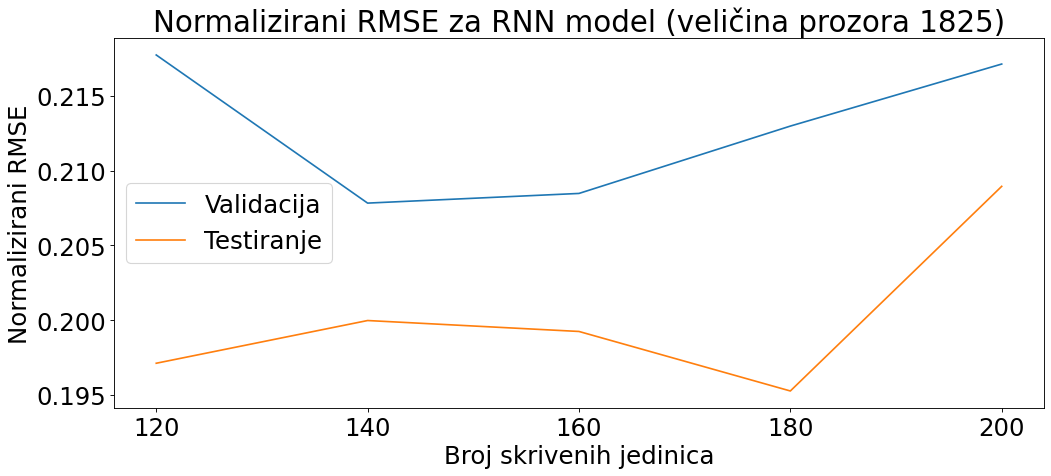 Normalizirani RMSE za RNN model (veličina prozora 1825)
Normalizirani RMSE
0.215
0.210
0.205
0.200
0.195
Validacija
Testiranje
120 140 160 180 200
Broj skrivenih jedinica